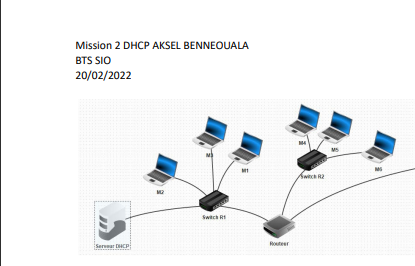 Mission 2 DHCP AKSEL BENNEOUALA
BTS SIO
20/02/2022
M4
M5
M3
M1
M6
Switch R2
M2
Switch R1
Serveur DHCP
Routeur